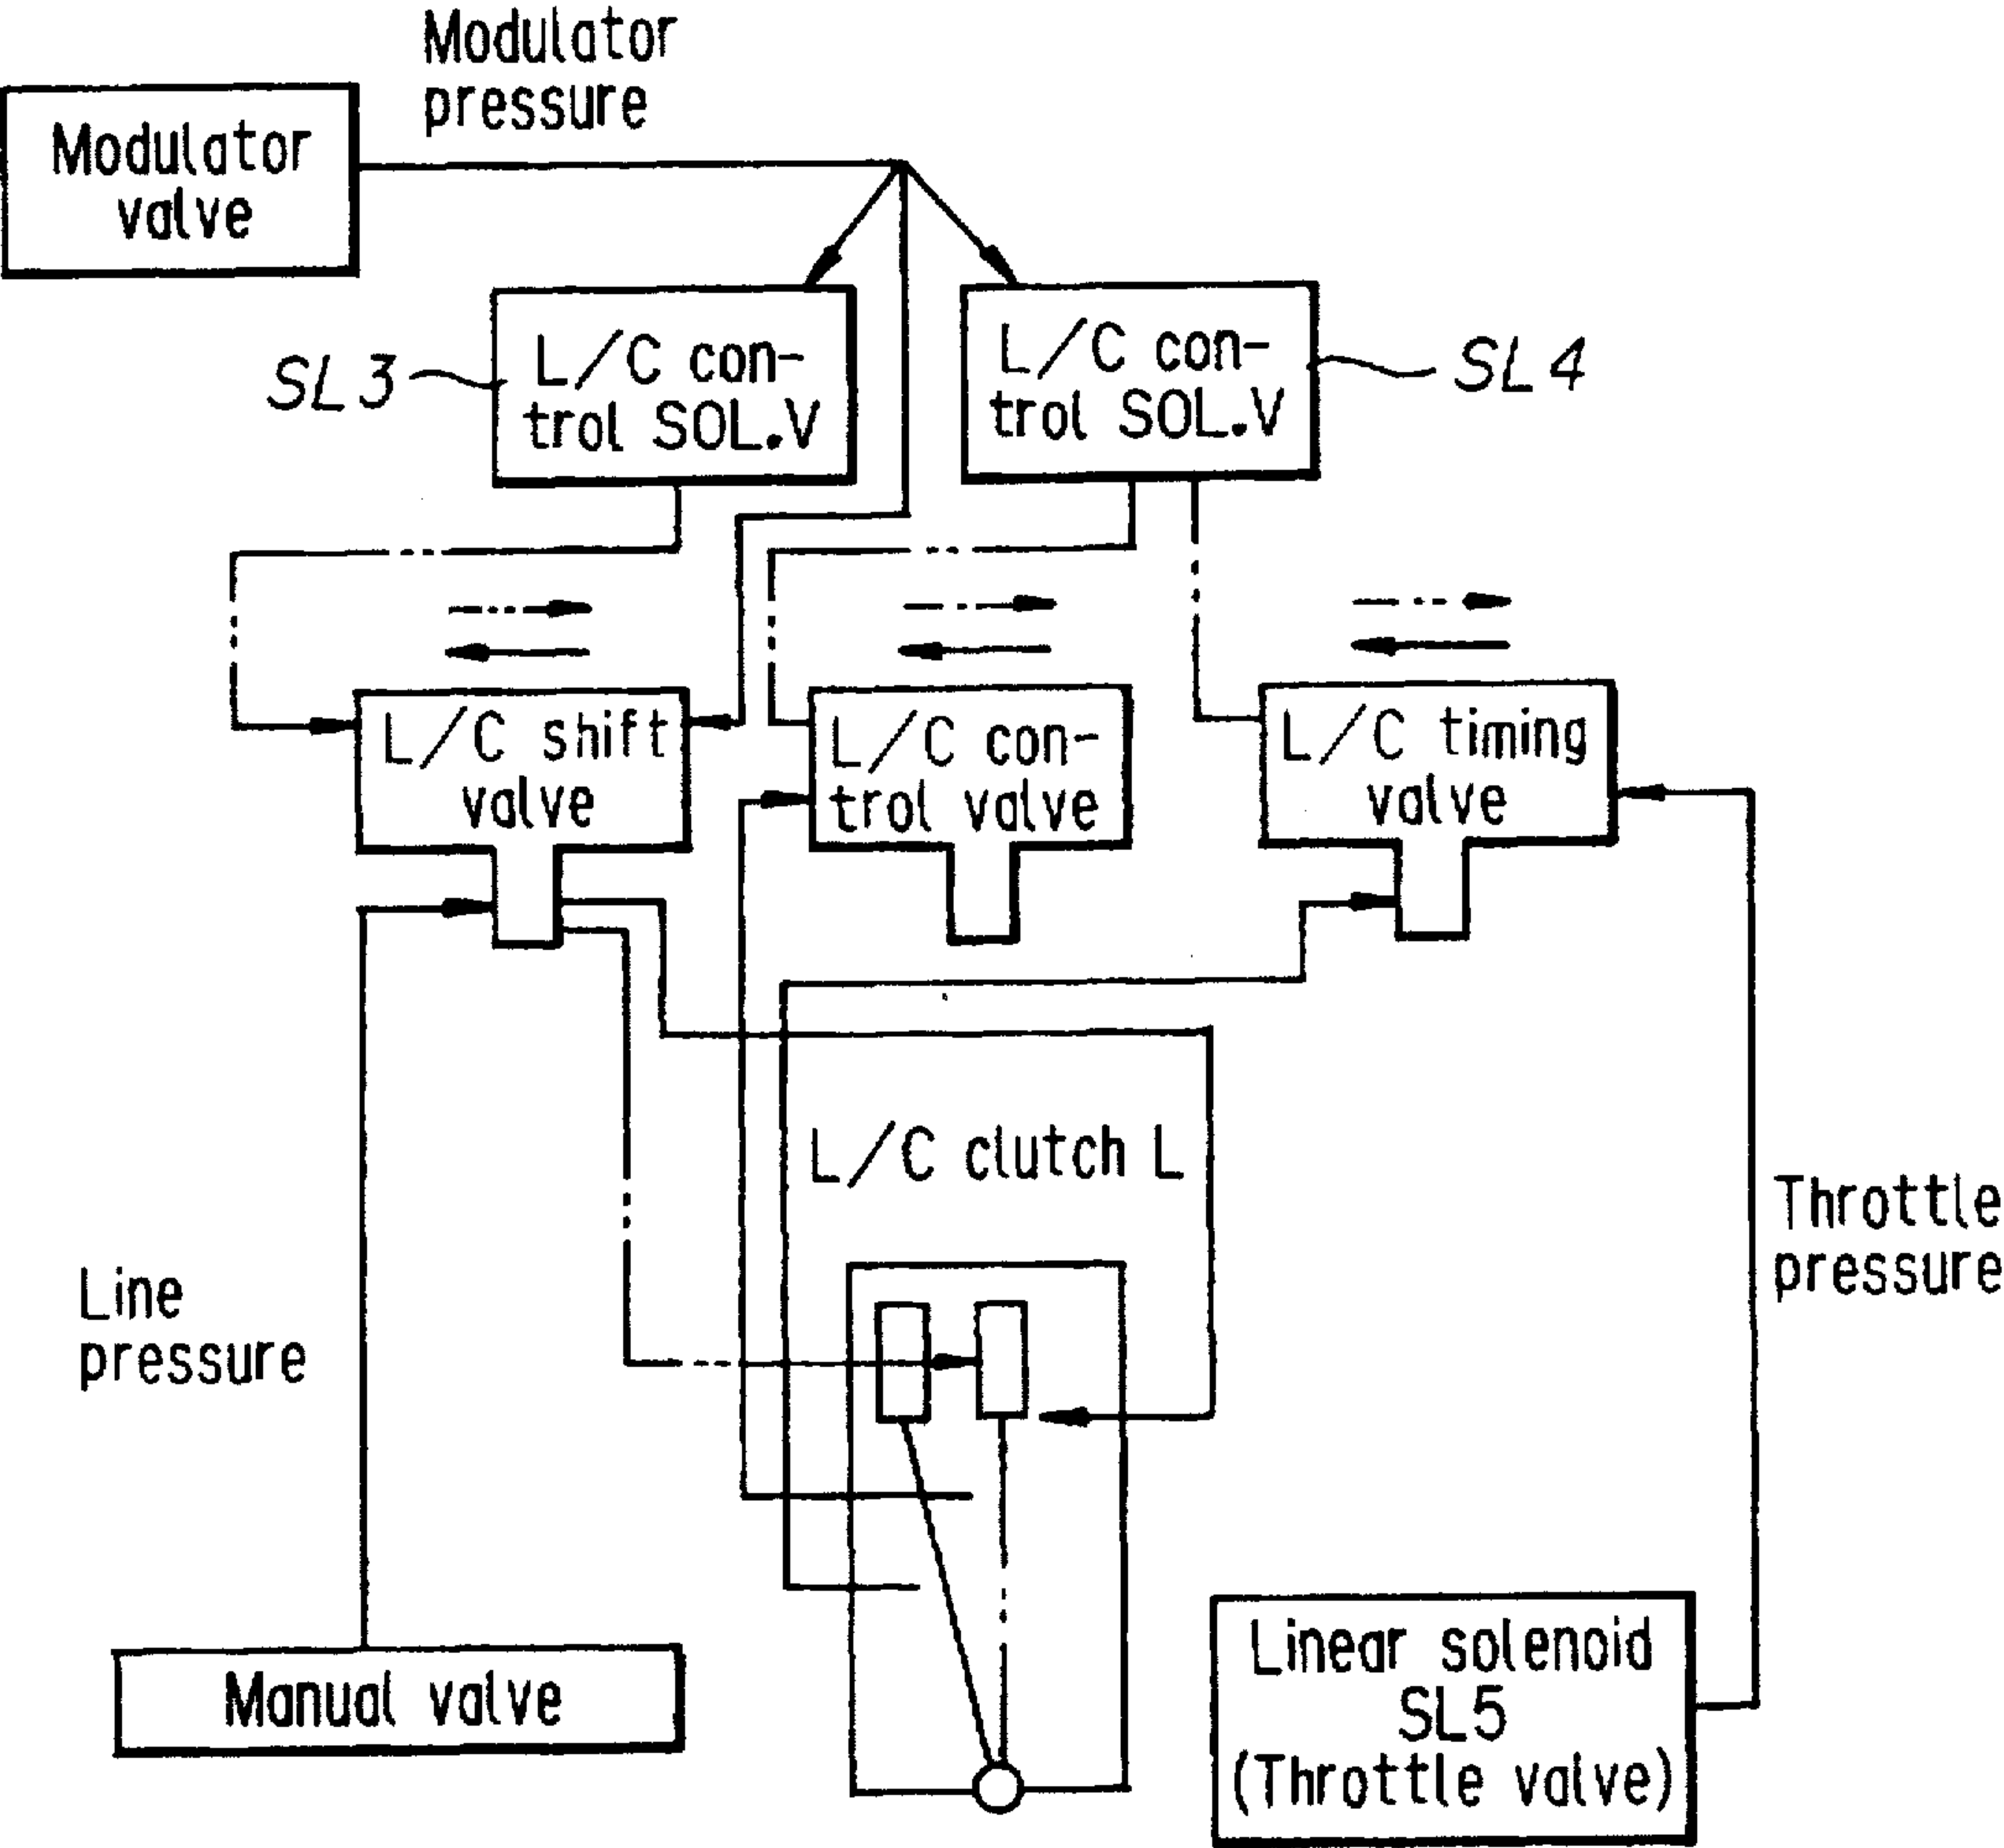 Modulator
pressure
Modulator
valve
L/C con-
trol SOL.V
SL3
L/C con-
trol SOL.V
SL4
L/C shift
valve
L/C con-
trol valve
L/C timing
valve
L/C clutch L
Line
pressure
Throttle
pressure
Manual valve
Linear solenoid
SL5
(Throttle valve)